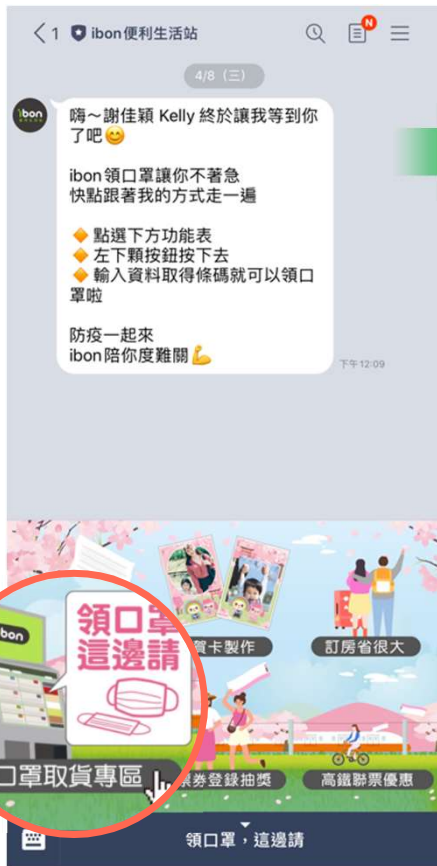 1 ibon便利生活站
N
4/8（三）
ibon
嗨～謝佳穎 Kelly 終於讓我等到你
了吧😊
ibon領口罩讓你不著急
快點跟著我的方式走一遍
🔸點選下方功能表
🔸左下顆按鈕按下去
🔸輸入資料取得條碼就可以領口
罩啦
防疫一起來
ibon陪你度難關💪
下午12:09
bon
領口罩
這邊請
賀卡製作
訂房省很大
口罩取貨專區
票券登錄抽獎
高鐵聯票優惠
領口罩，這邊請